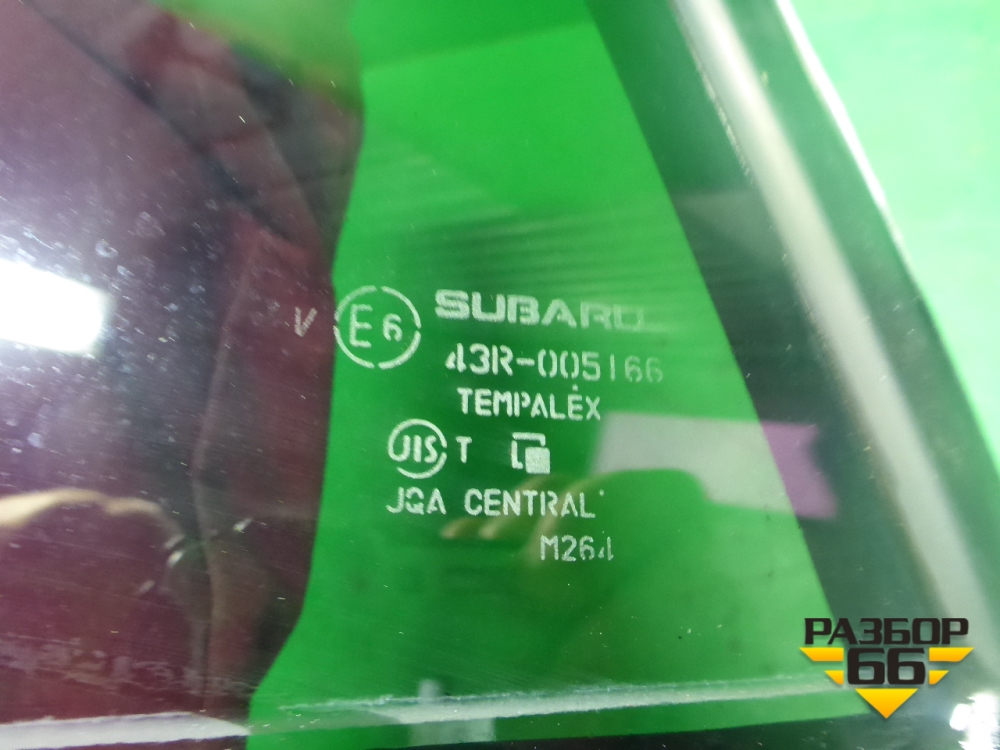 V E6 SUBARU
43R-005166
TEMPALEX
JIS T
JQA CENTRAL
M264
РАЗБОР
66